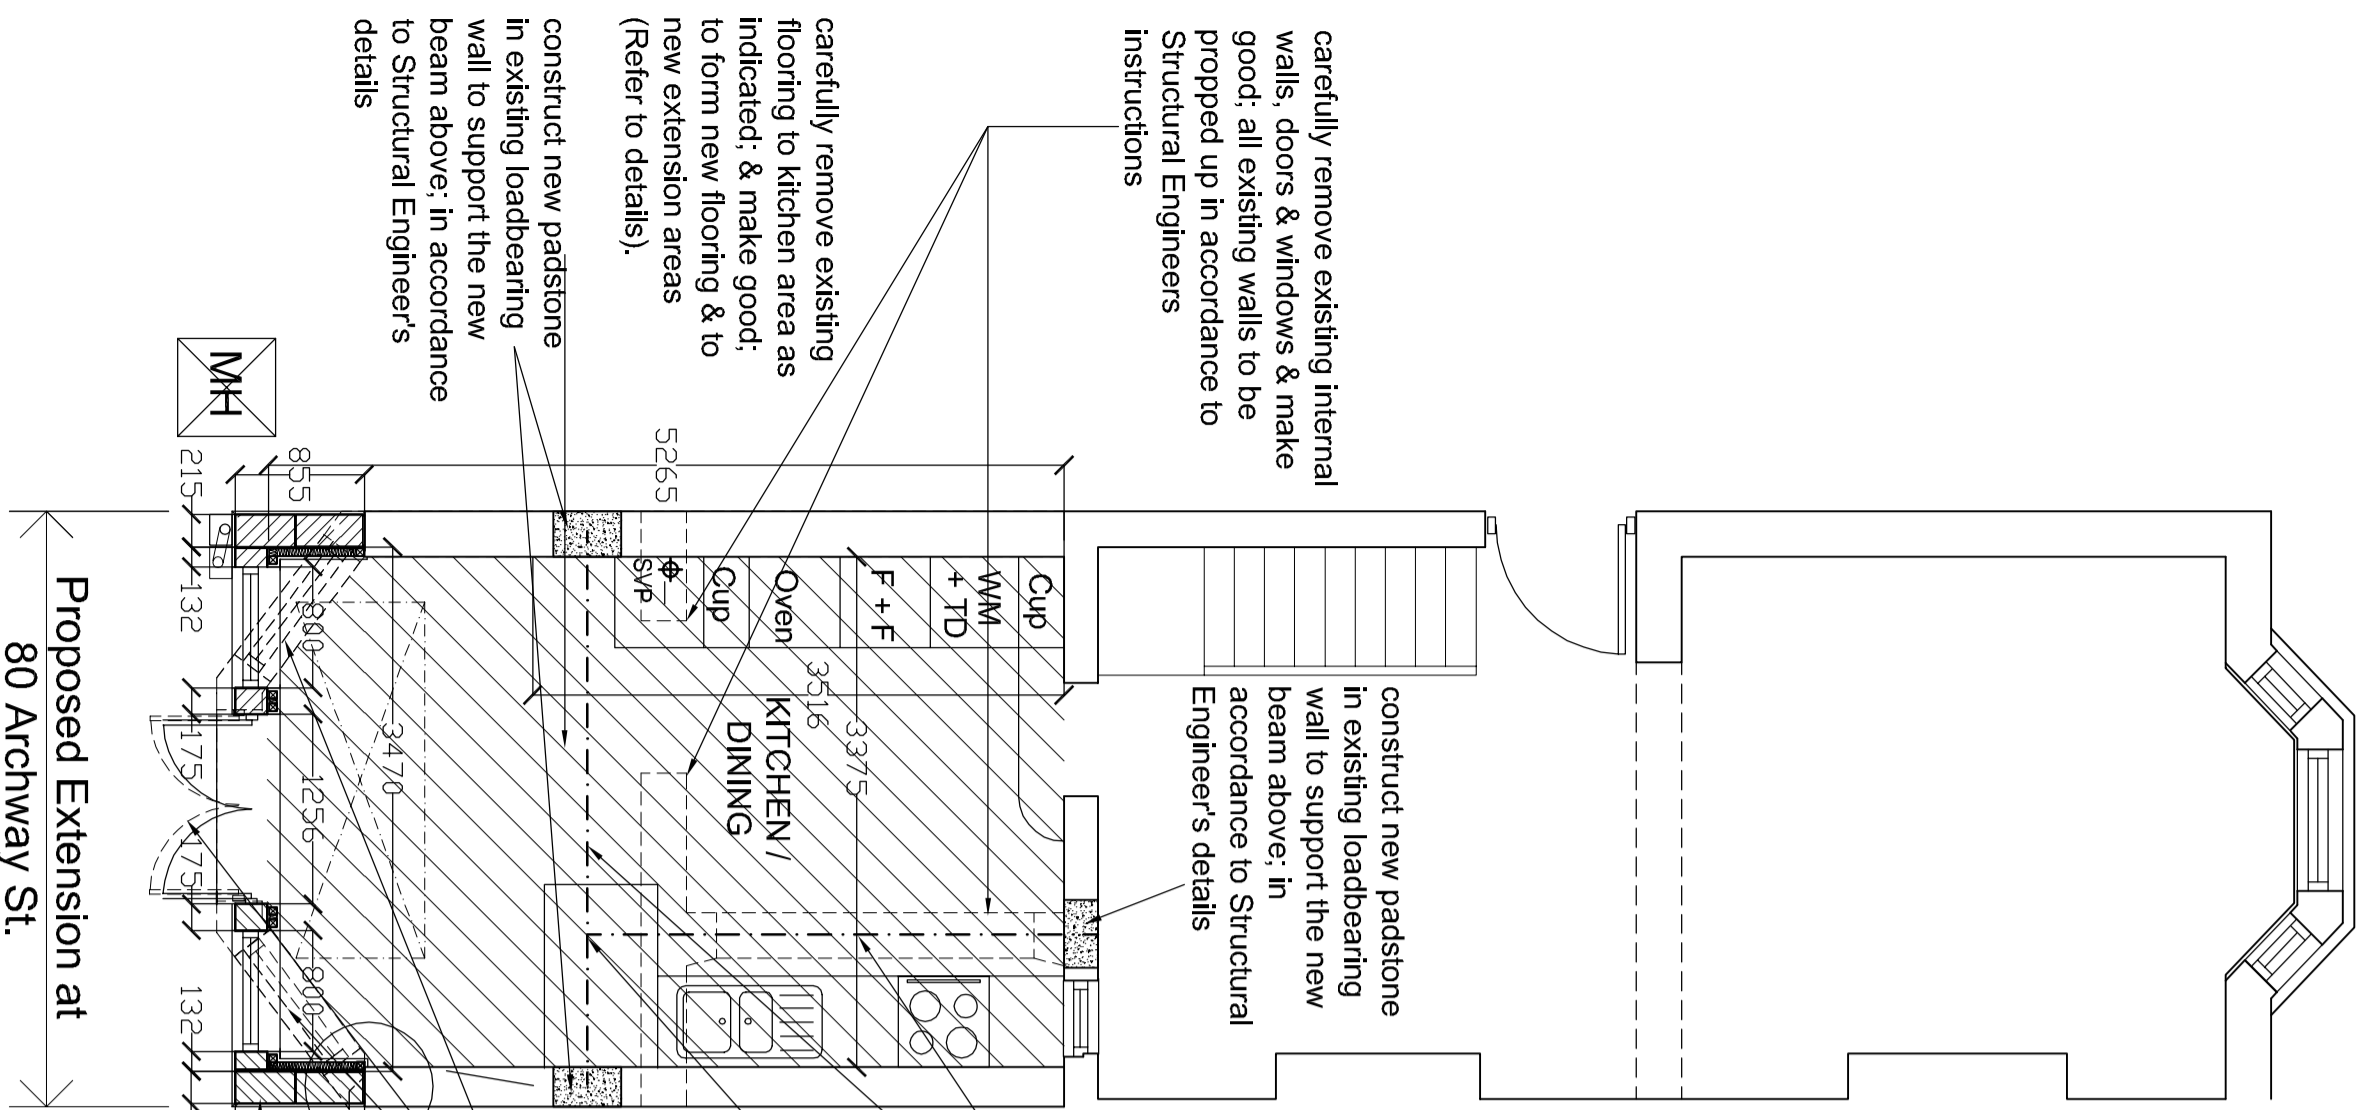 carefully remove existing internal
walls, doors & windows & make
good; all existing walls to be
propped up in accordance to
Structural Engineers
instructions
carefully remove existing
flooring to kitchen area as
indicated; & make good;
to form new flooring & to
new extension areas
(Refer to details).
construct new padstone
in existing loadbearing
wall to support the new
beam above; in accordance
to Structural Engineer's
details
construct new padstone
in existing loadbearing
wall to support the new
beam above; in
accordance to Structural
Engineer's details
Cup
WM
+ TD
F + F
Oven
Cup
SVP
KITCHEN /
DINING
3375
3516
5265
3470
855
800
1256
800
215
132
175
175
132
MH
Proposed Extension at
80 Archway St.